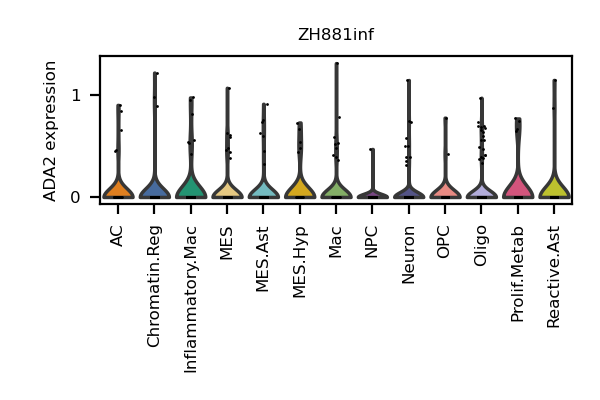 ZH881inf
ADA2 expression
1
0
AC
Chromatin.Reg
Inflammatory.Mac
MES
MES.Ast
MES.Hyp
Mac
NPC
Neuron
OPC
Oligo
Prolif.Metab
Reactive.Ast